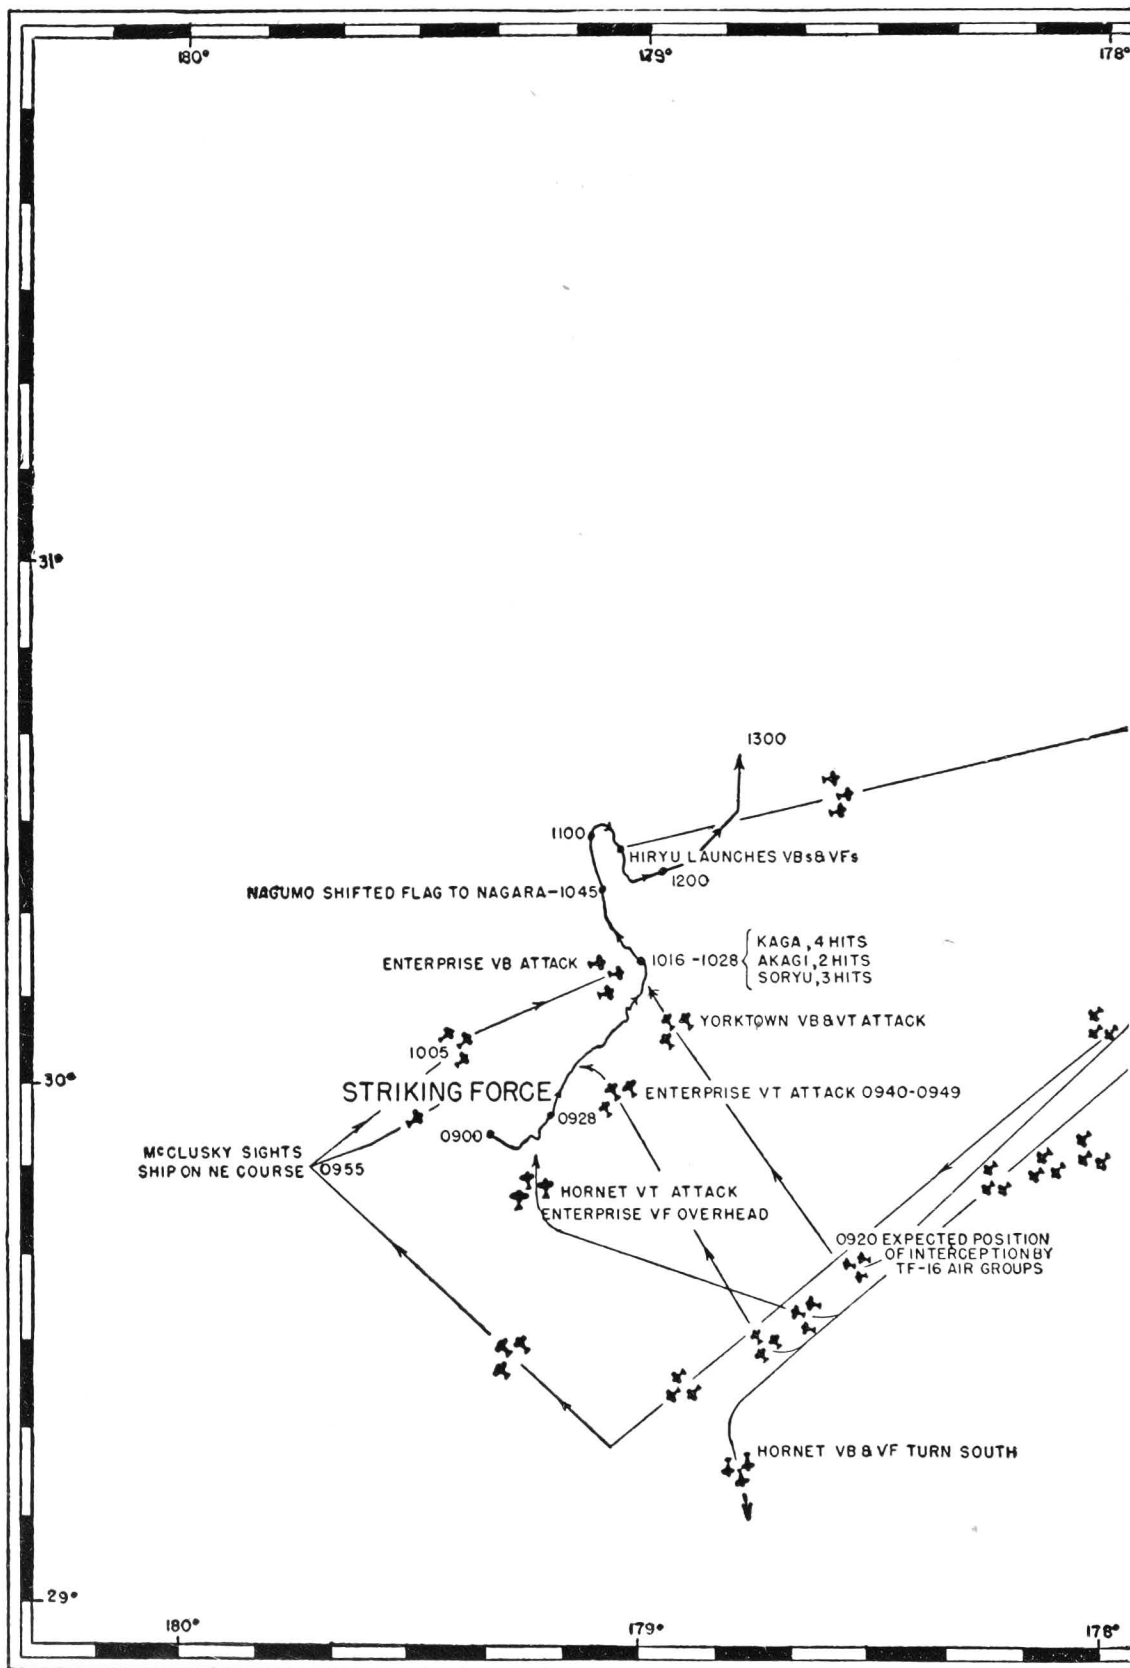 180°
179°
178°
31°
1300
1100
HIRYU LAUNCHES VBs & VFs
1200
NAGUMO SHIFTED FLAG TO NAGARA-1045
KAGA, 4 HITS
1016-1028
AKAGI, 2 HITS
SORYU, 3 HITS
ENTERPRISE VB ATTACK
YORKTOWN VB & VT ATTACK
1005
30°
STRIKING FORCE
ENTERPRISE VT ATTACK 0940-0949
0928
0900
McCLUSKY SIGHTS
SHIP ON NE COURSE
0955
HORNET VT ATTACK
ENTERPRISE VF OVERHEAD
0920 EXPECTED POSITION
OF INTERCEPTION BY
TF-16 AIR GROUPS
HORNET VB & VF TURN SOUTH
29°
180°
179°
178°